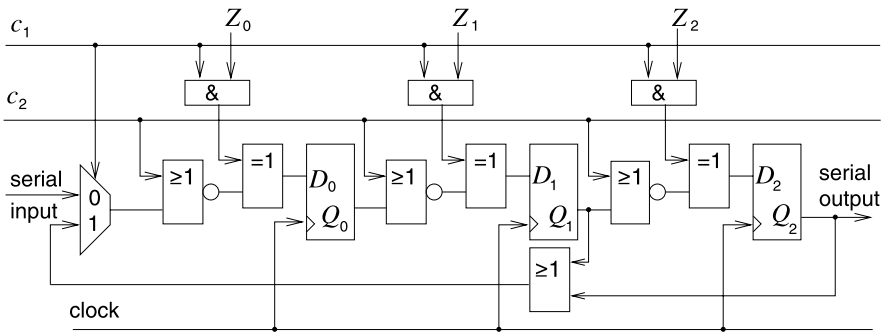 c1 Z0 Z1 Z2
& & &
c2
≥1 =1 ≥1 =1 ≥1 =1
serial input
0
1
D0
Q0
D1
Q1
D2
Q2
serial output
≥1
clock